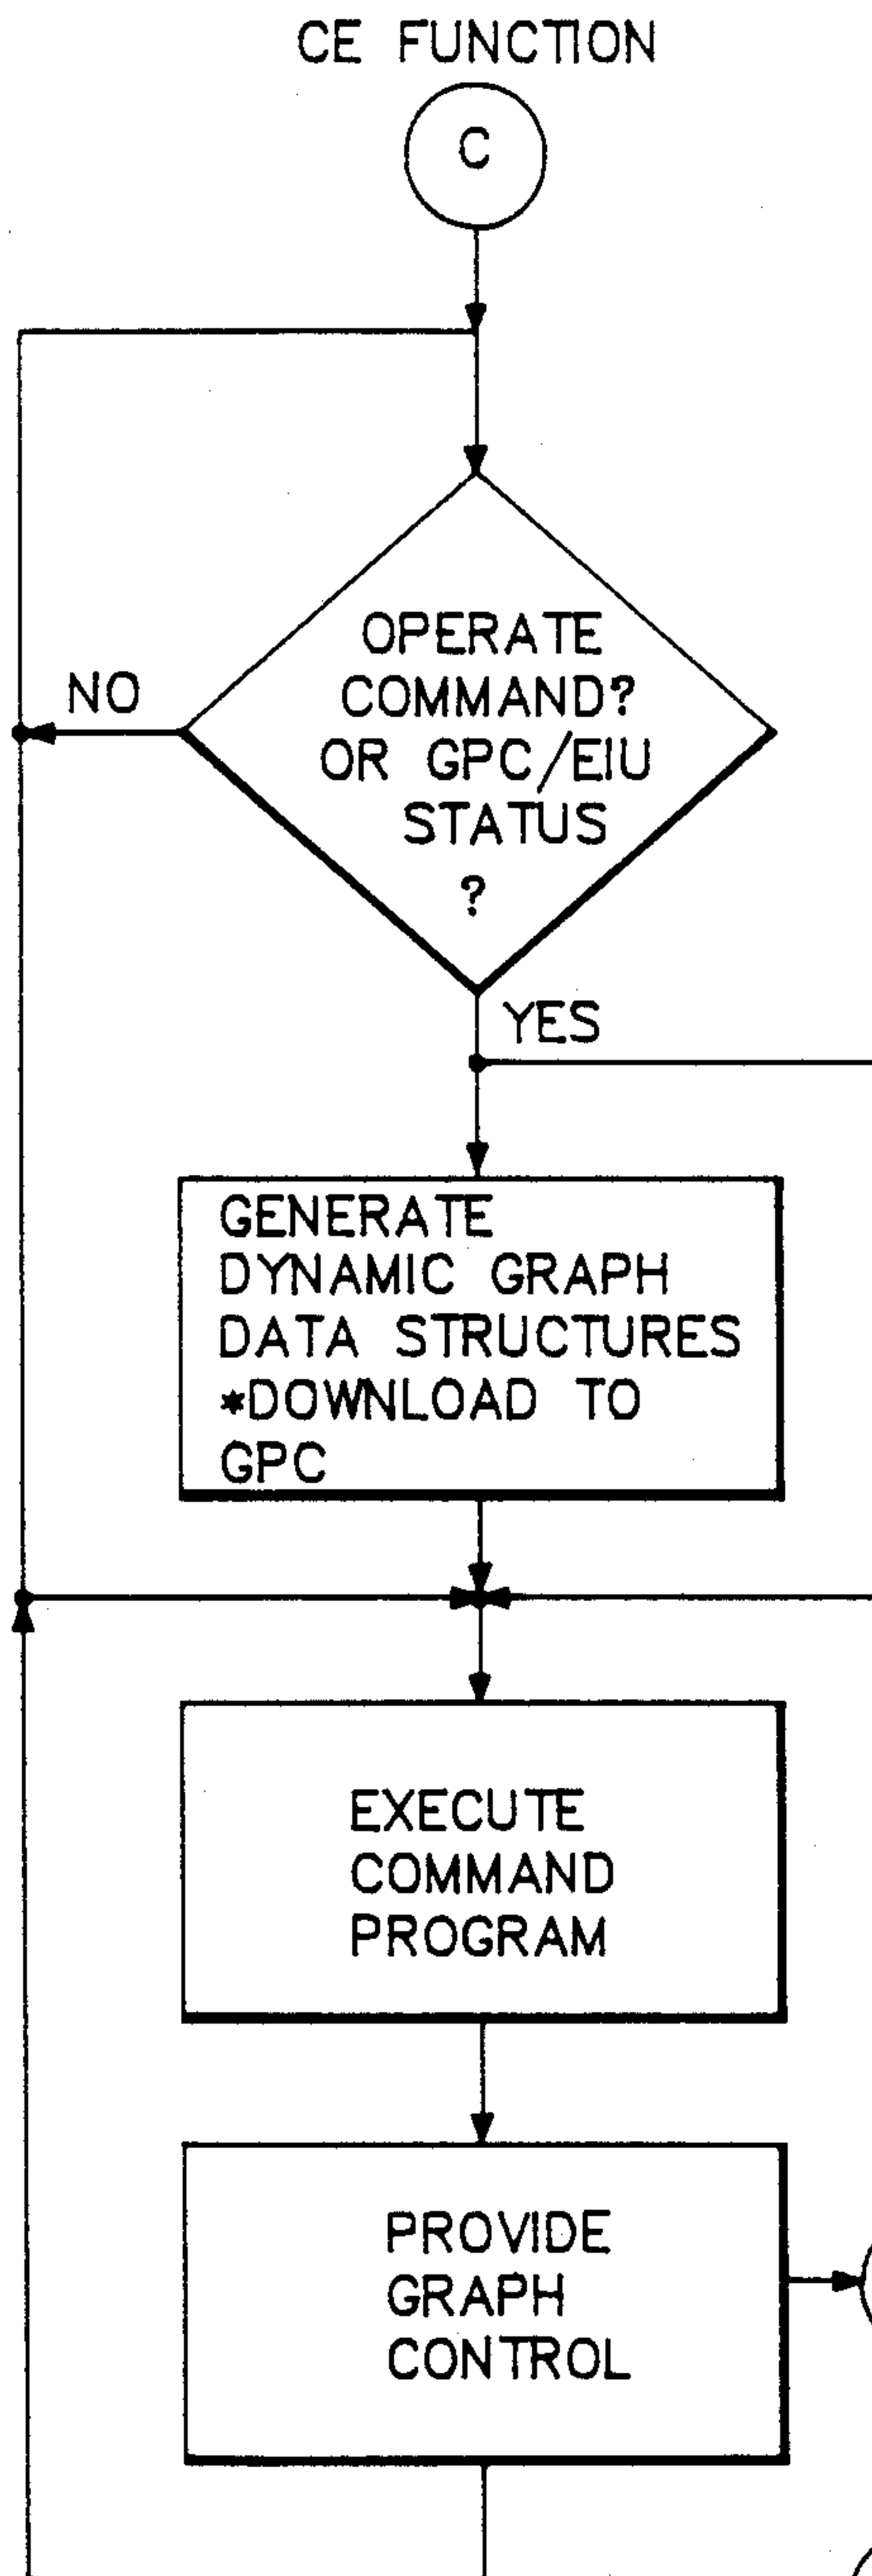 CE FUNCTION
C
OPERATE
COMMAND?
OR GPC/EIU
STATUS
?
NO
YES
GENERATE
DYNAMIC GRAPH
DATA STRUCTURES
*DOWNLOAD TO
GPC
EXECUTE
COMMAND
PROGRAM
PROVIDE
GRAPH
CONTROL